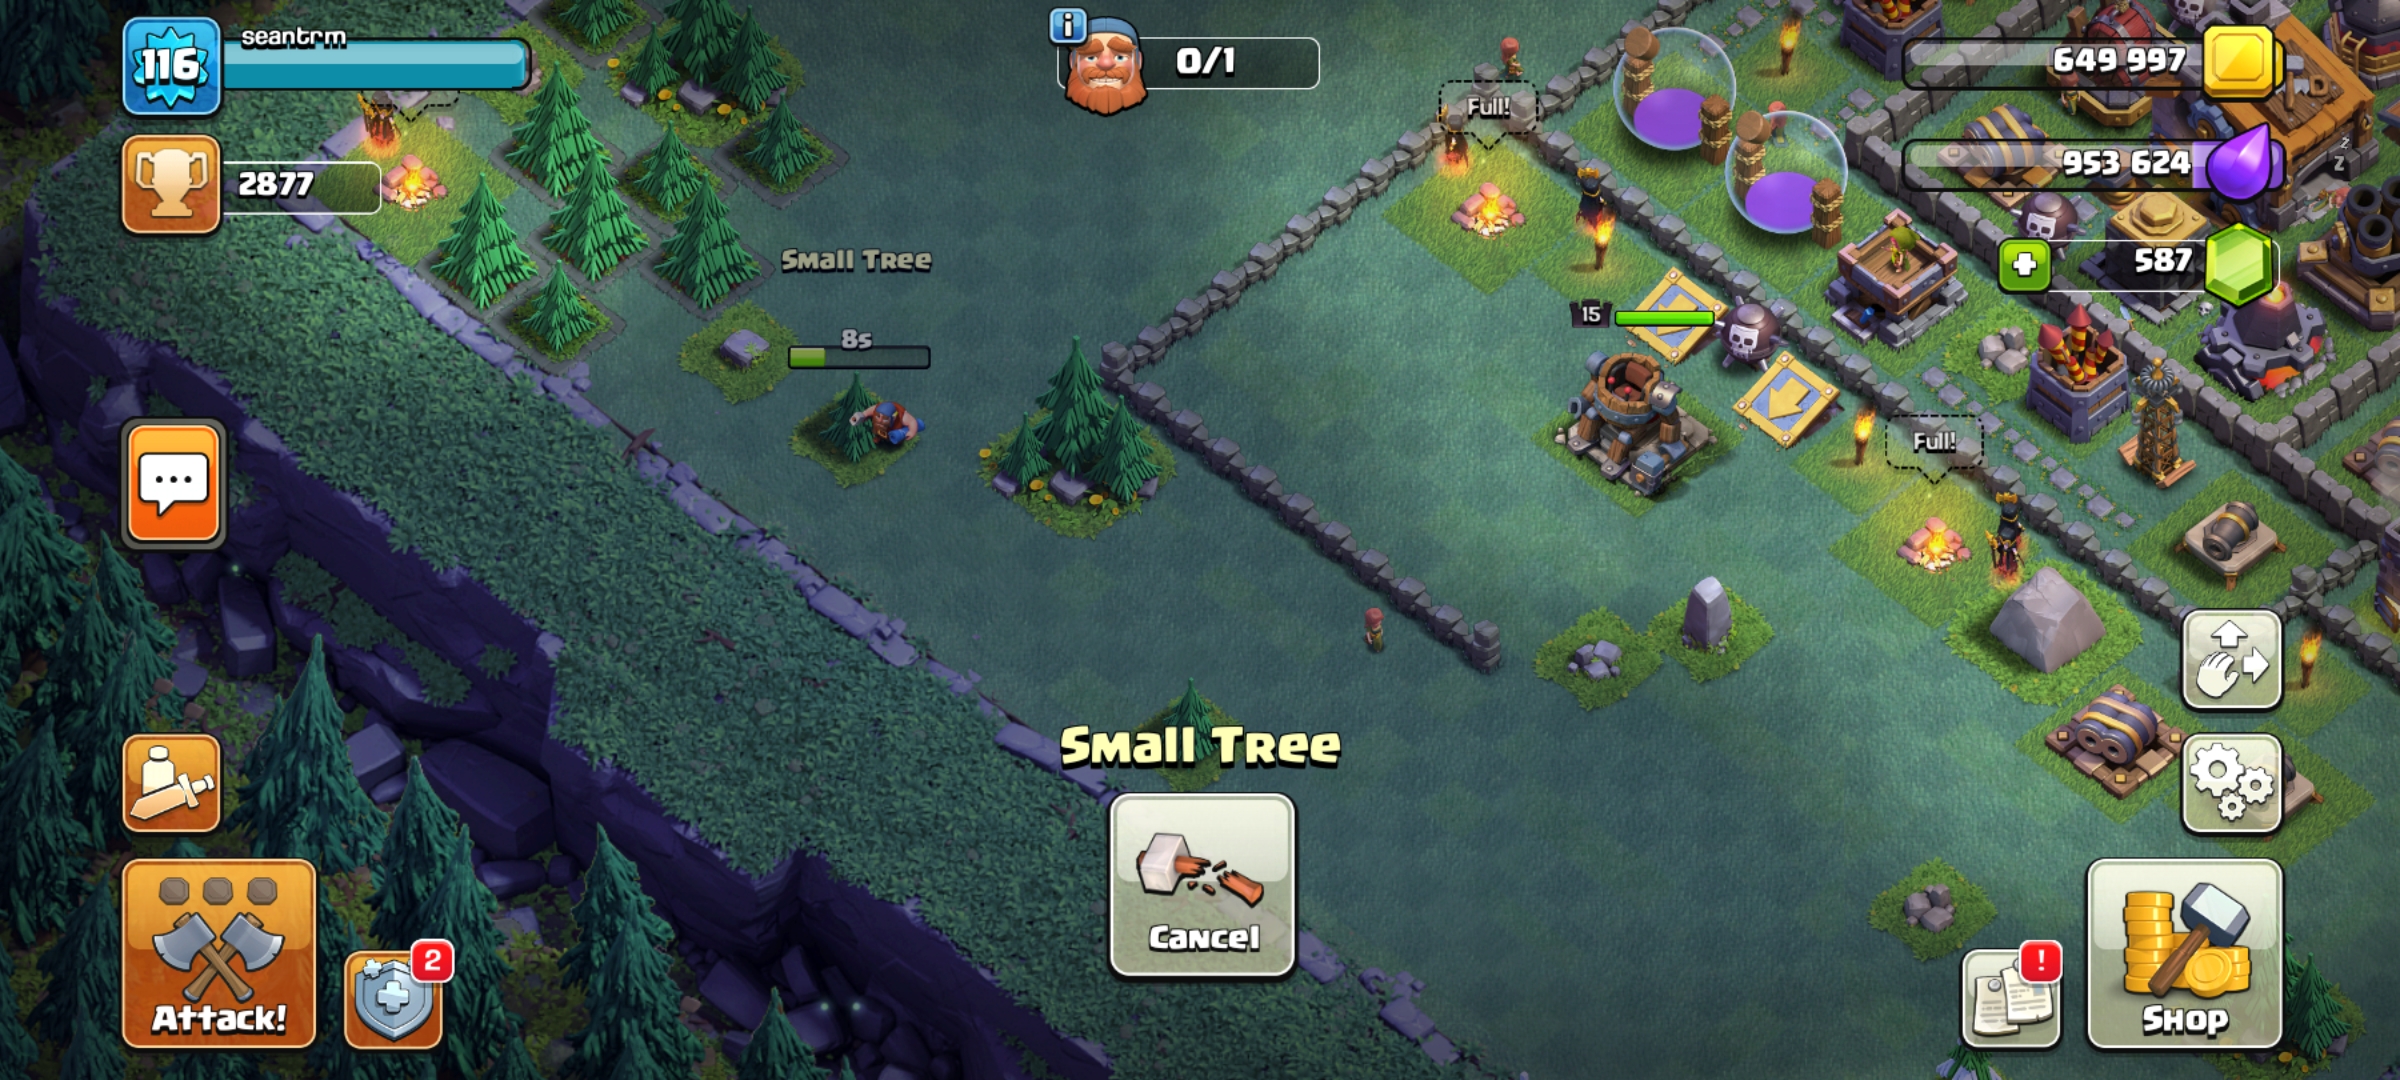 116
seantrm
i
0/1
649 997
Full!
2877
953 624
z
z
Small Tree
587
15
8s
Full!
Small Tree
Cancel
2
!
Attack!
Shop